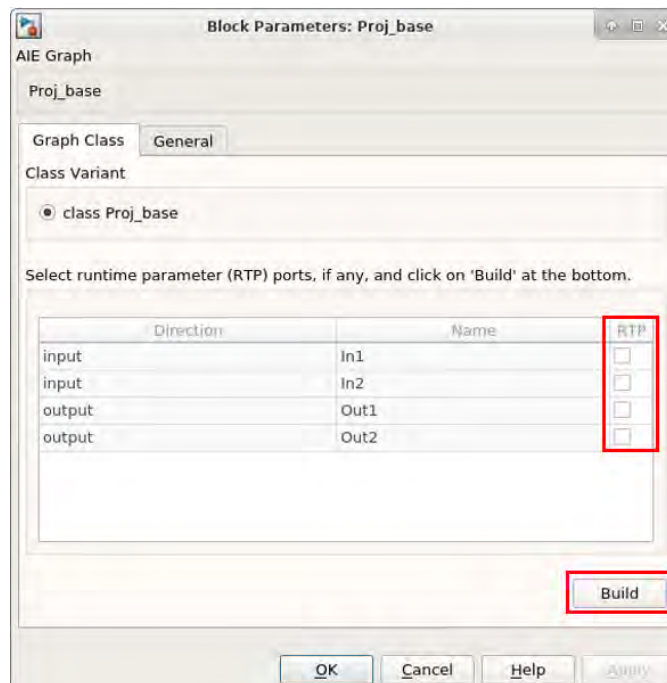 Block Parameters: Proj_base
AIE Graph
Proj_base
Graph Class General
Class Variant
class Proj_base
Select runtime parameter (RTP) ports, if any, and click on 'Build' at the bottom.
Direction Name RTP
input In1
input In2
output Out1
output Out2
Build
OK Cancel Help Apply